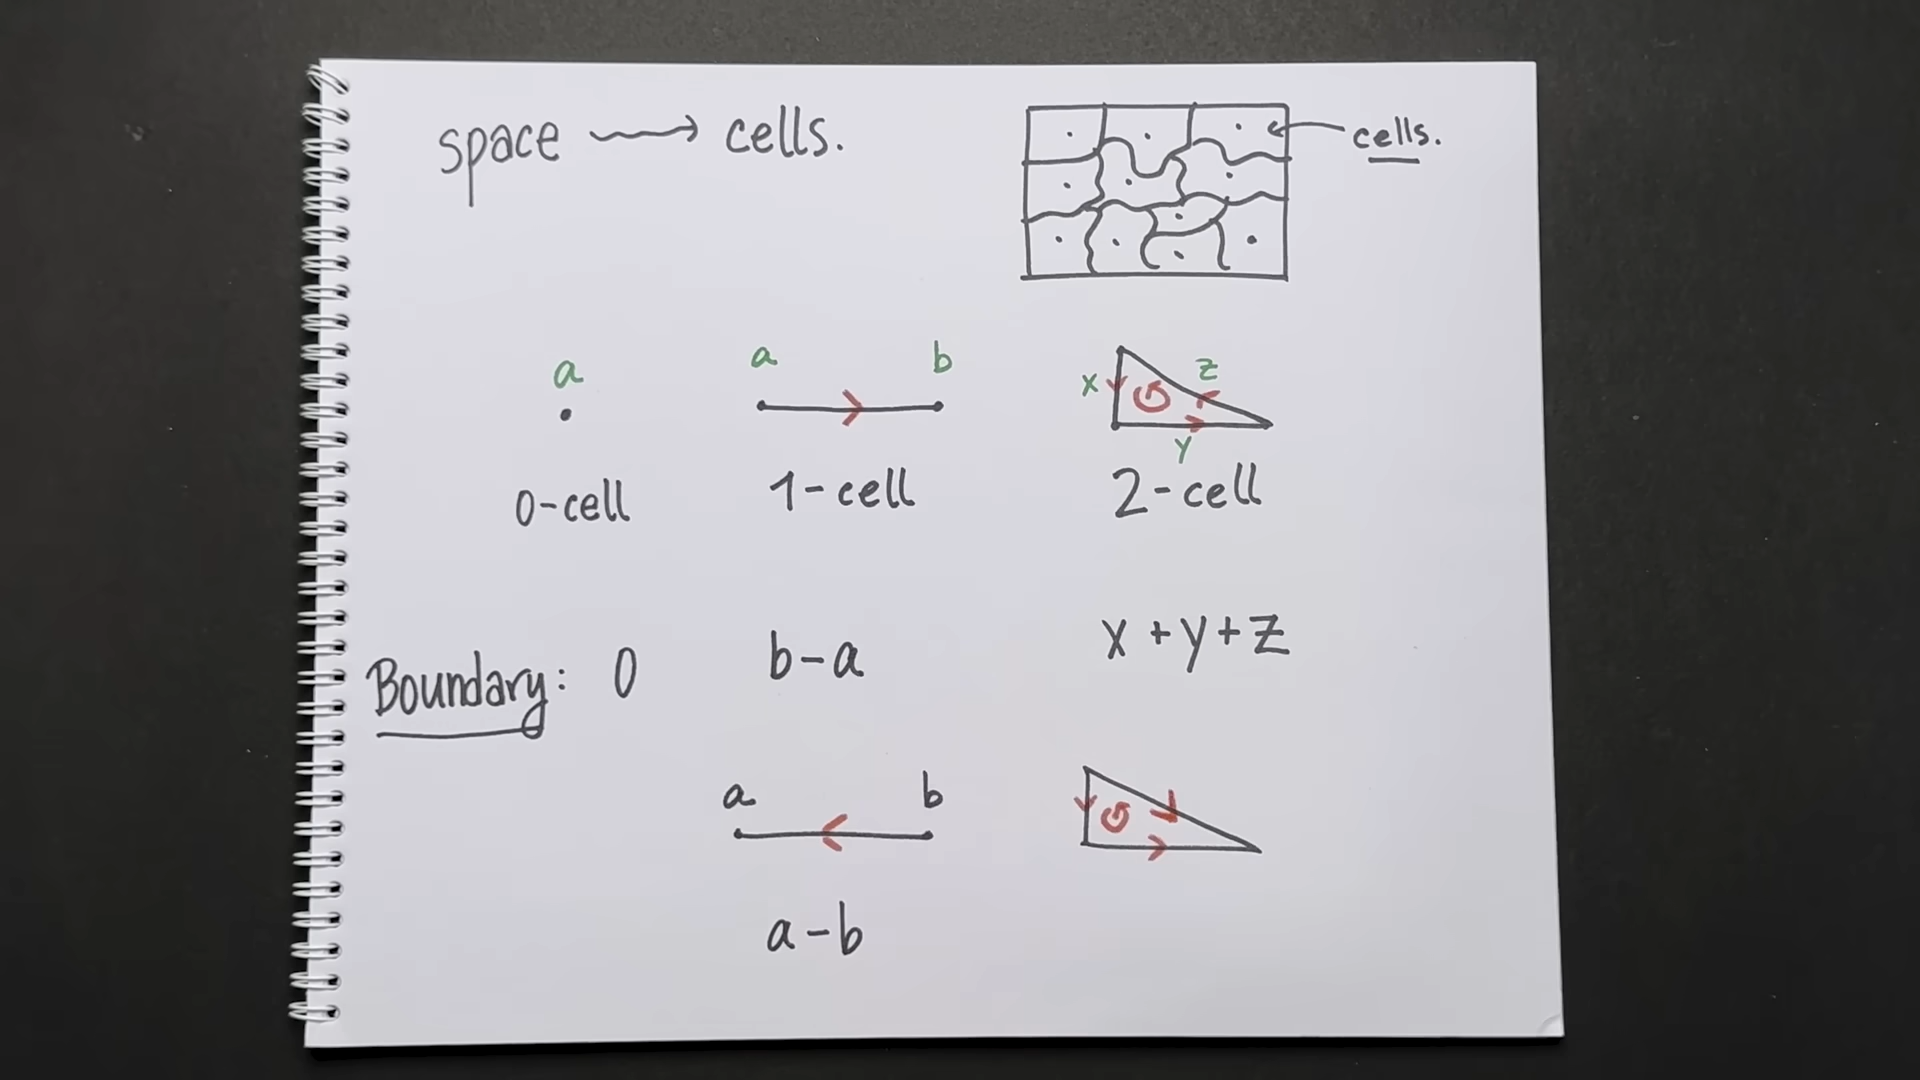 space ⟿ cells.
cells.
a
a b
x z
y
0-cell 1-cell 2-cell
Boundary: 0 b-a x+y+z
a b
a-b